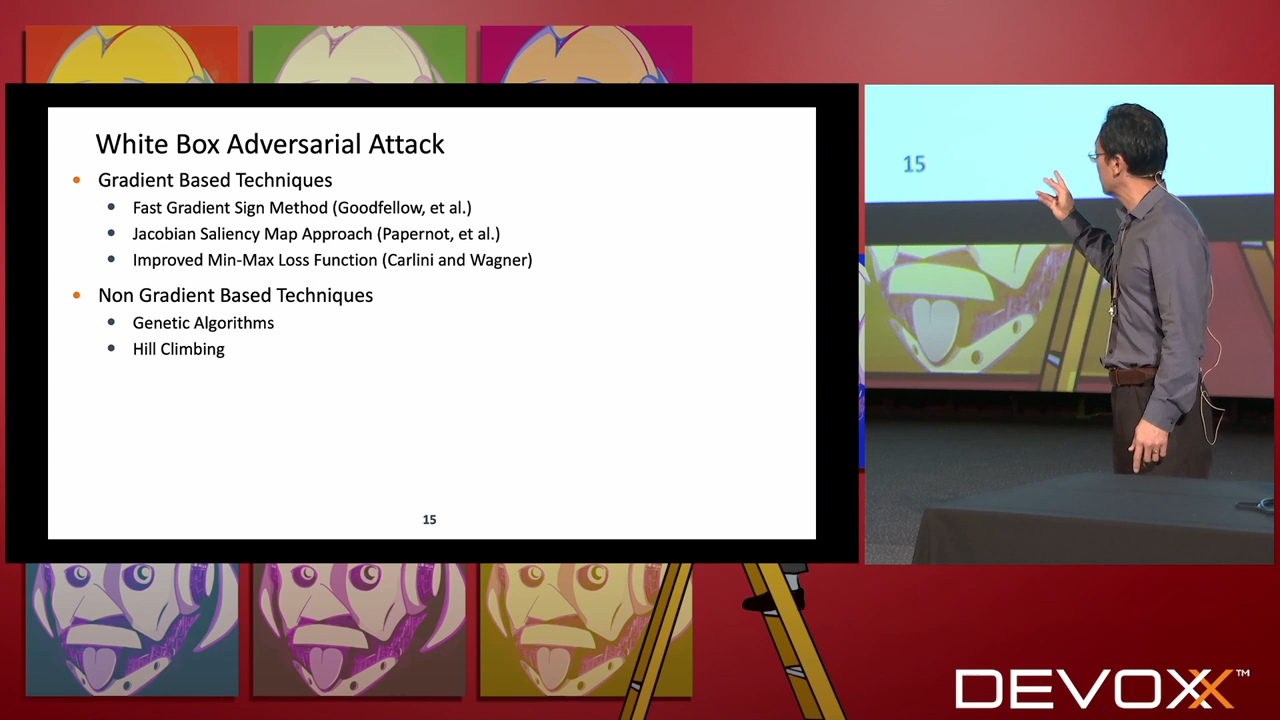 White Box Adversarial Attack
• Gradient Based Techniques
• Fast Gradient Sign Method (Goodfellow, et al.)
• Jacobian Saliency Map Approach (Papernot, et al.)
• Improved Min-Max Loss Function (Carlini and Wagner)
• Non Gradient Based Techniques
• Genetic Algorithms
• Hill Climbing
15
15
DEVOXX™